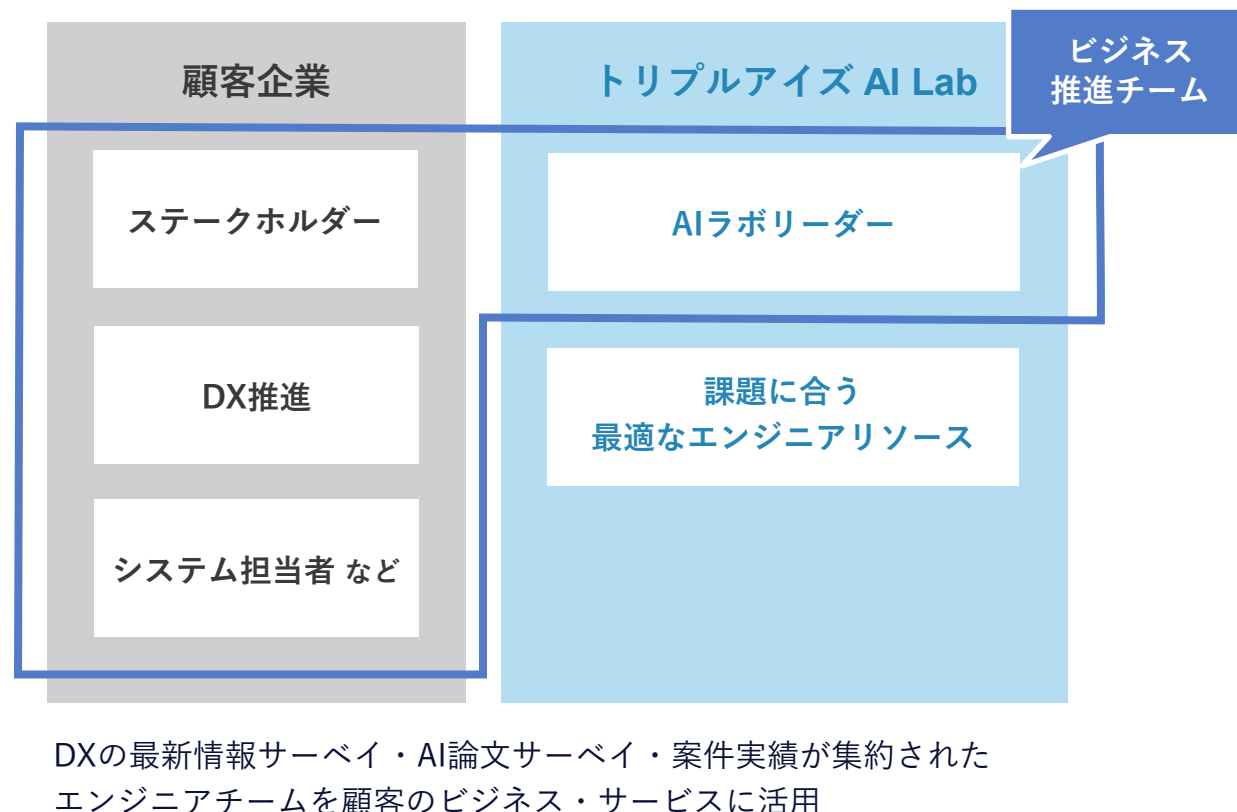 顧客企業
トリプルアイズ AI Lab
ビジネス
推進チーム
ステークホルダー
AIラボリーダー
DX推進
課題に合う
最適なエンジニアリソース
システム担当者 など
DXの最新情報サーベイ・AI論文サーベイ・案件実績が集約された
エンジニアチームを顧客のビジネス・サービスに活用